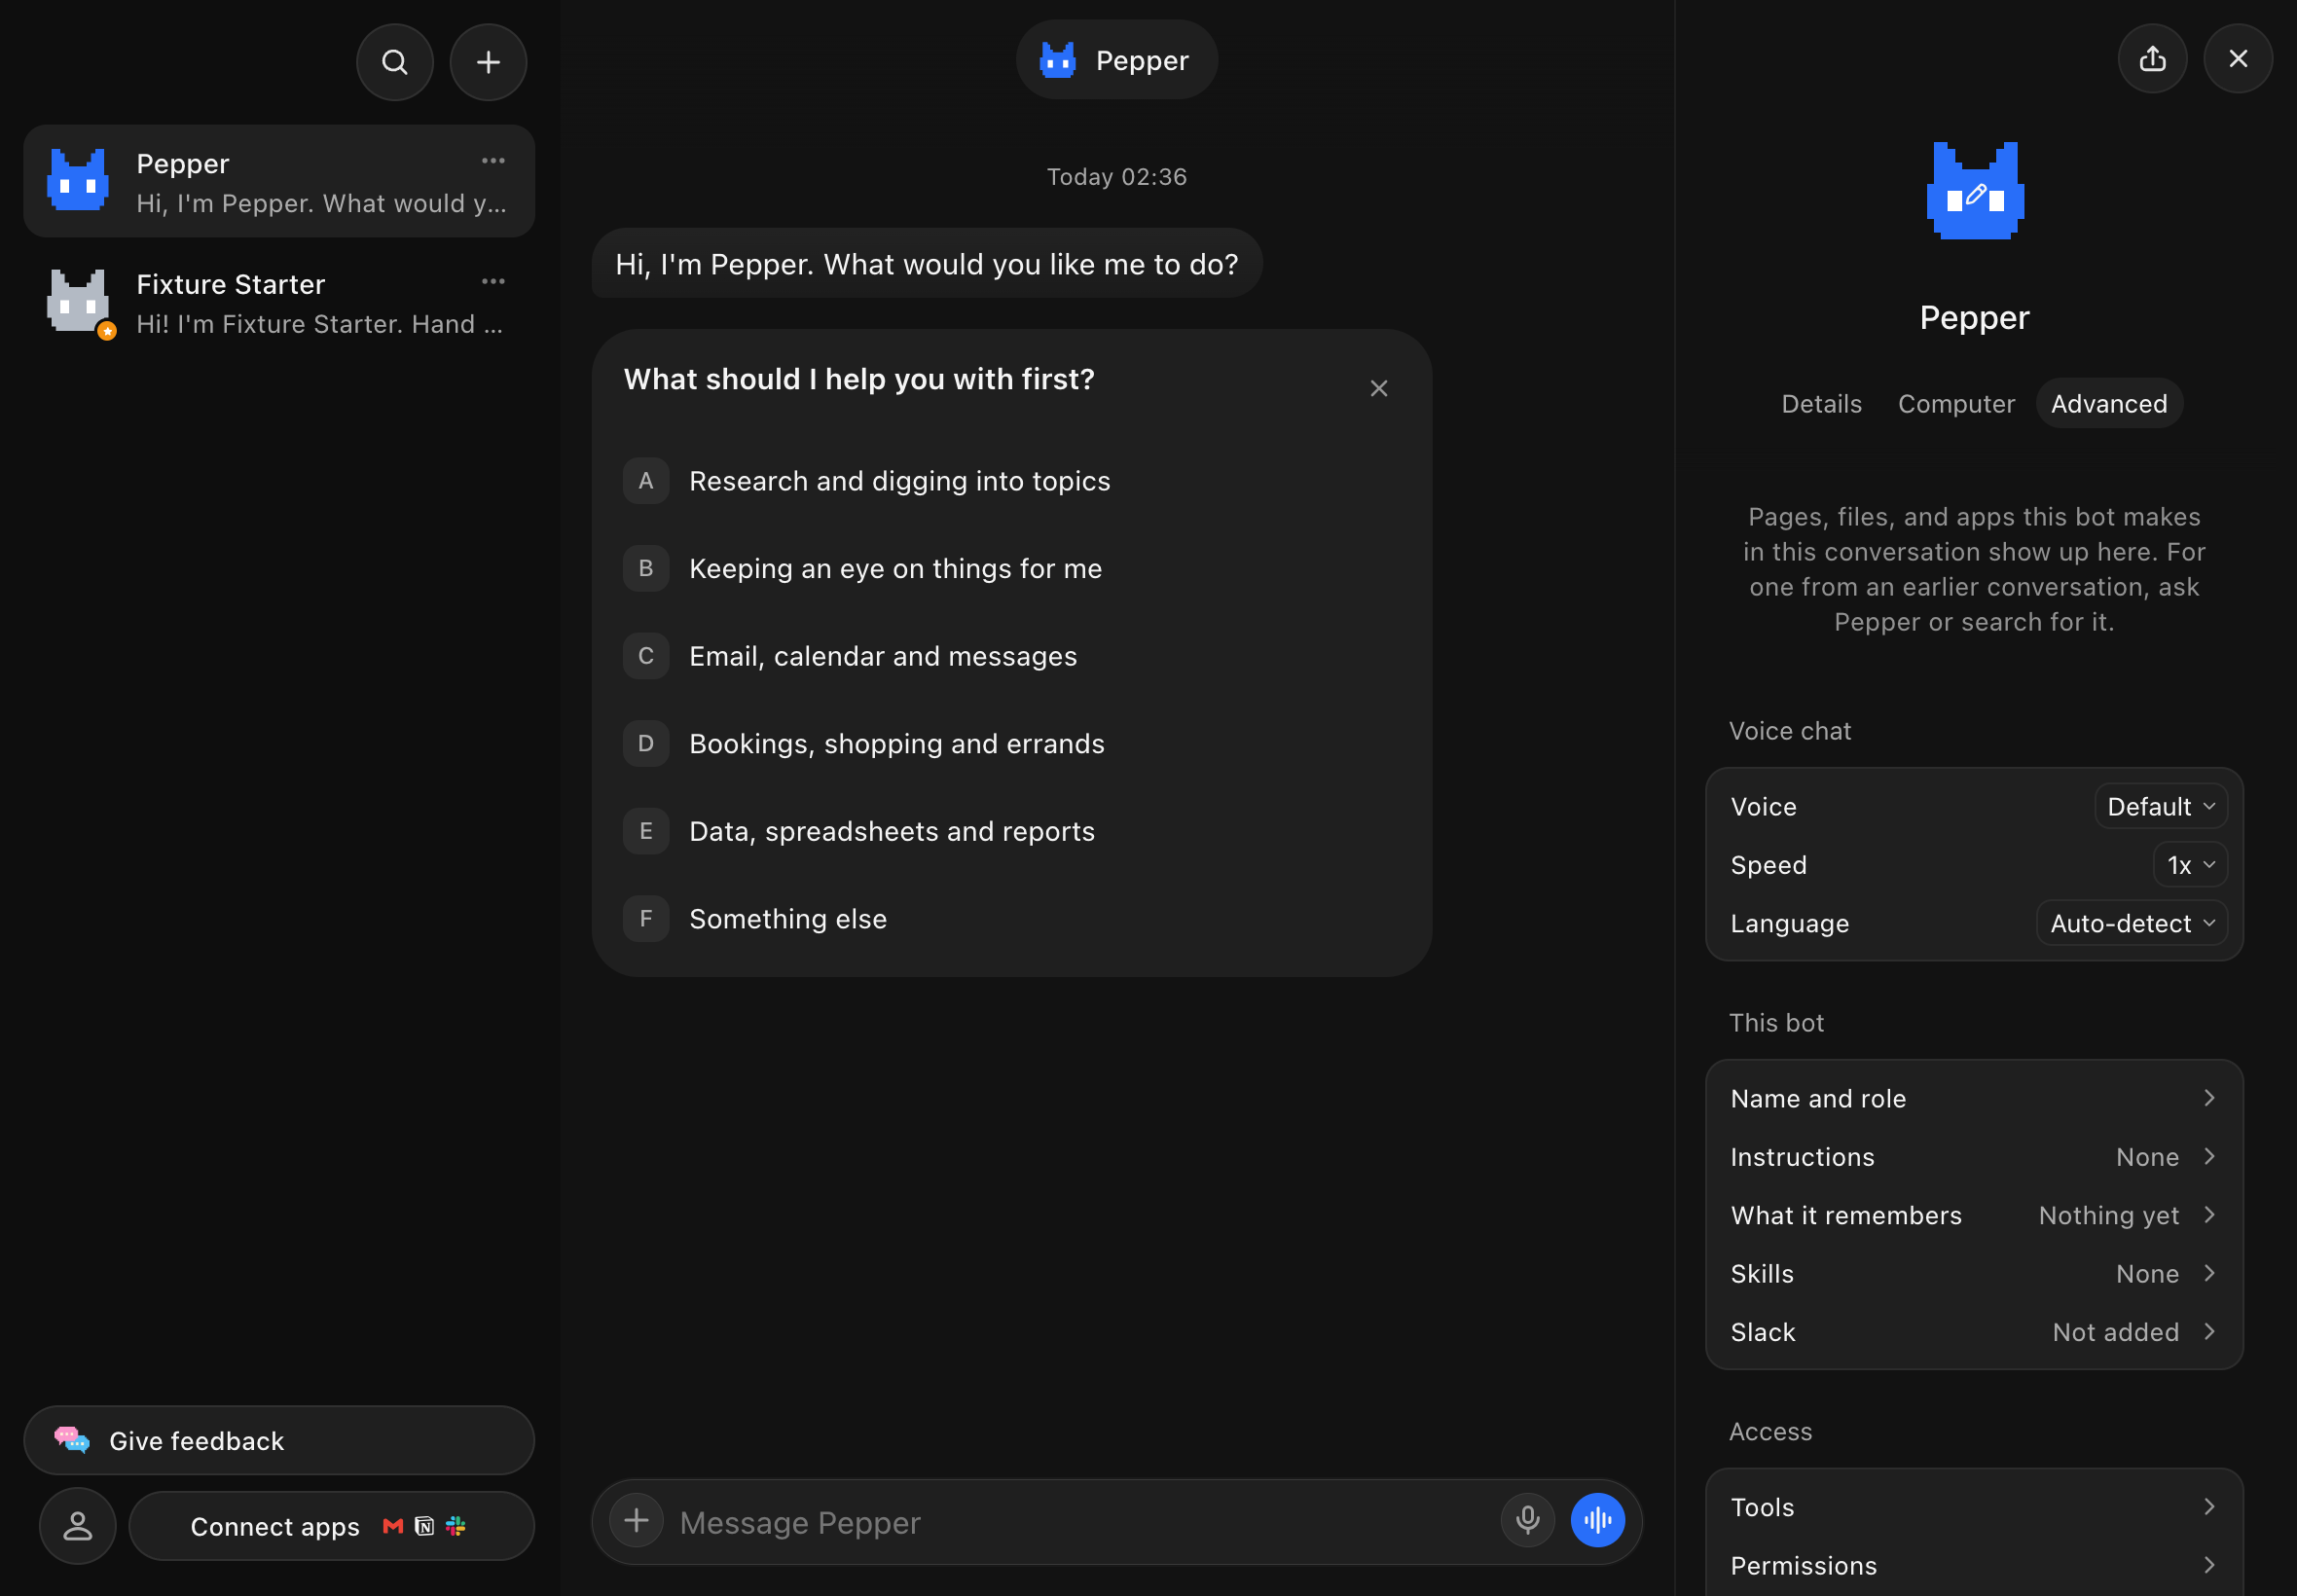 Pepper
Hi, I'm Pepper. What would y...
Fixture Starter
Hi! I'm Fixture Starter. Hand ...
Give feedback
Connect apps
Pepper
Today 02:36
Hi, I'm Pepper. What would you like me to do?
What should I help you with first?
A Research and digging into topics
B Keeping an eye on things for me
C Email, calendar and messages
D Bookings, shopping and errands
E Data, spreadsheets and reports
F Something else
Message Pepper
Pepper
Details Computer Advanced
Pages, files, and apps this bot makes
in this conversation show up here. For
one from an earlier conversation, ask
Pepper or search for it.
Voice chat
Voice Default
Speed 1x
Language Auto-detect
This bot
Name and role
Instructions None
What it remembers Nothing yet
Skills None
Slack Not added
Access
Tools
Permissions